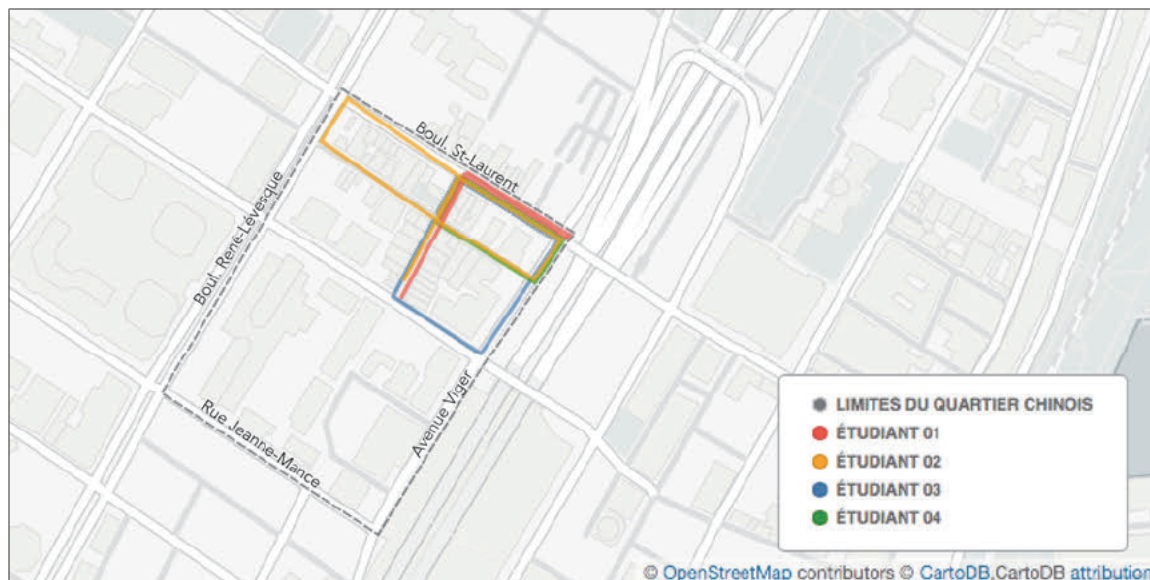 Boul. St-Laurent
Boul. René-Lévesque
Rue Jeanne-Mance
Avenue Viger
LIMITES DU QUARTIER CHINOIS
ÉTUDIANT 01
ÉTUDIANT 02
ÉTUDIANT 03
ÉTUDIANT 04
© OpenStreetMap contributors © CartoDB,CartoDB attribution